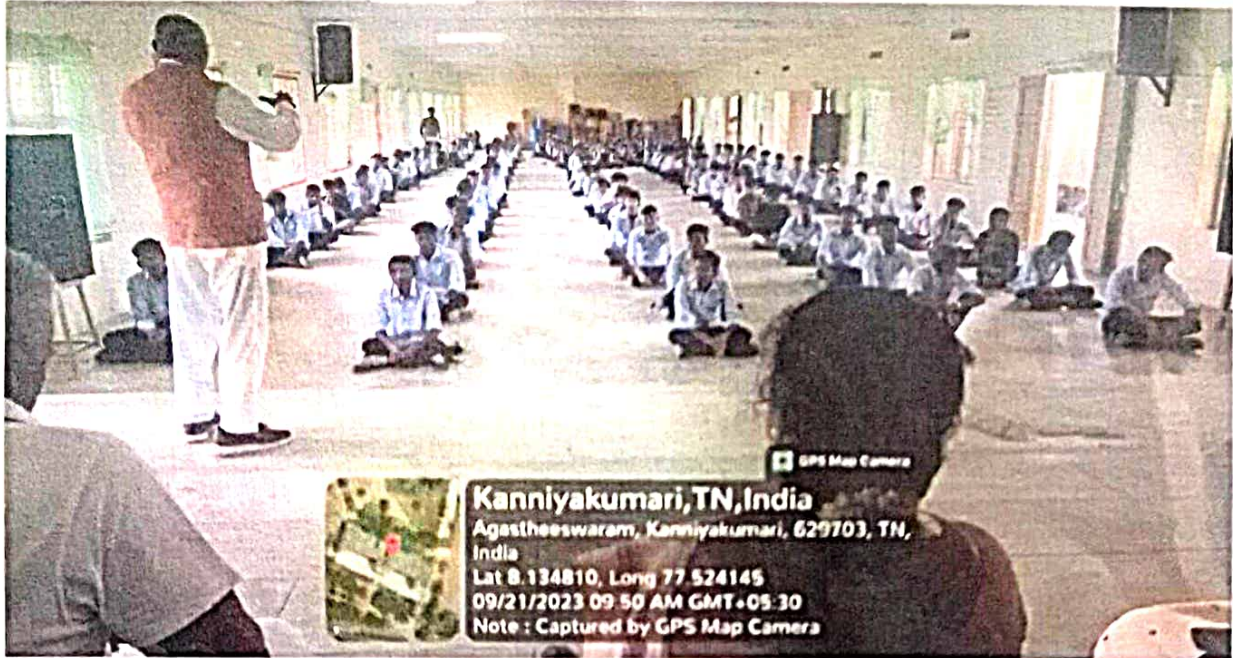 GPS Map Camera
Kanniyakumari,TN,India
Agastheeswaram, Kanniyakumari, 629703, TN,
India
Lat 8.134810, Long 77.524145
09/21/2023 09:50 AM GMT+05:30
Note : Captured by GPS Map Camera